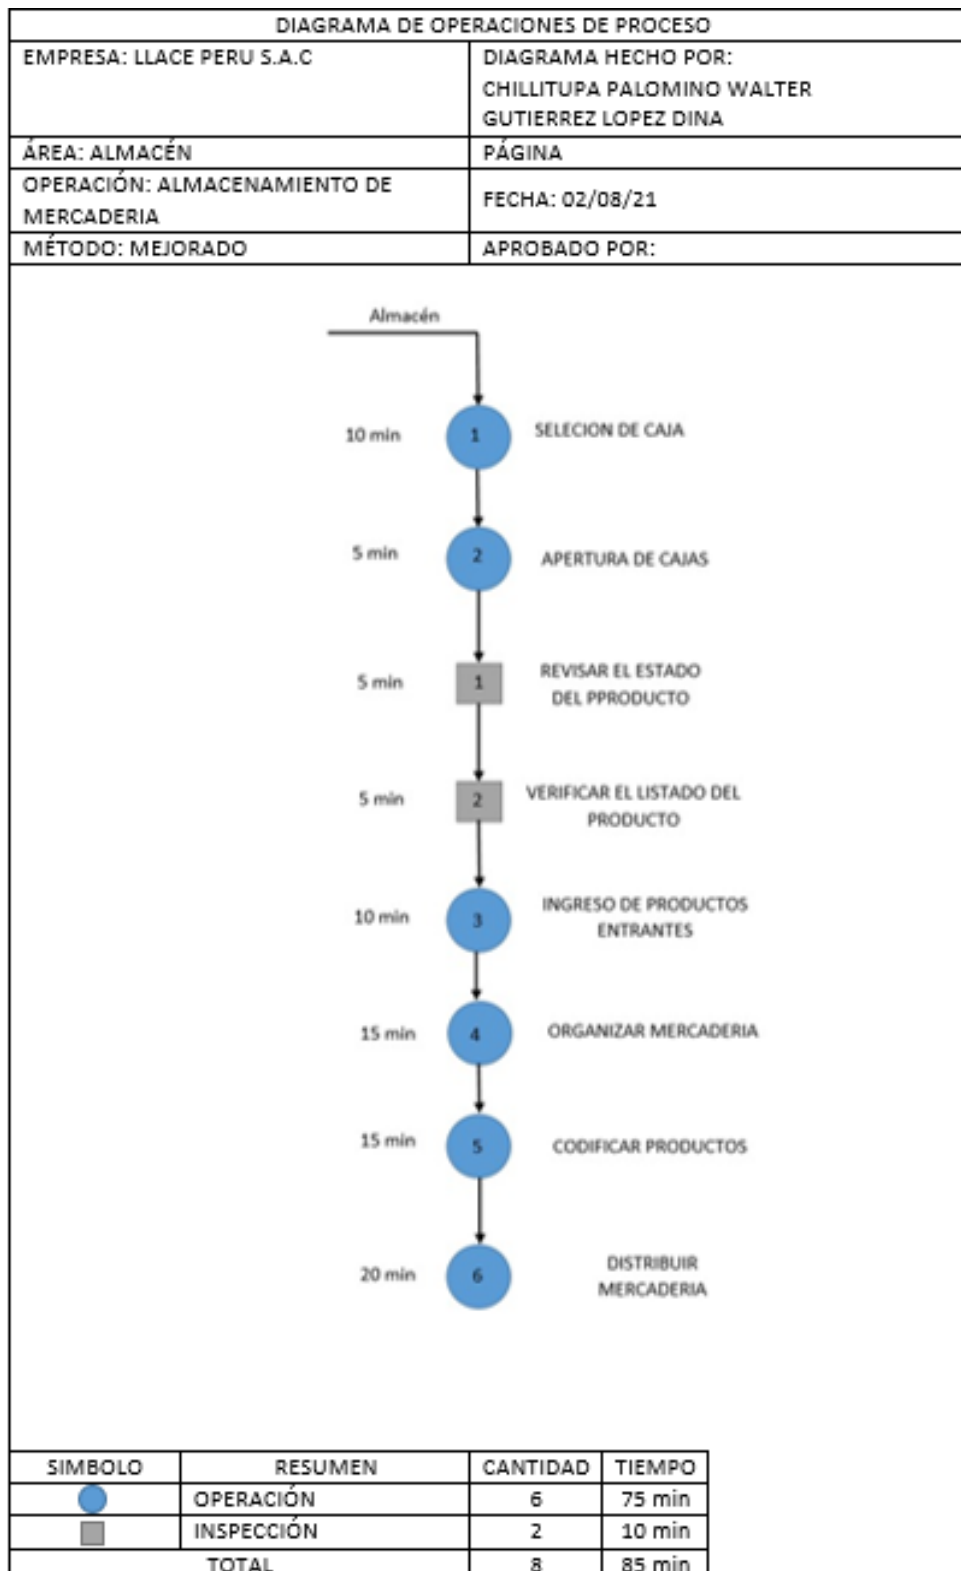 DIAGRAMA DE OPERACIONES DE PROCESO
EMPRESA: LLACE PERU S.A.C
DIAGRAMA HECHO POR:
CHILLITUPA PALOMINO WALTER
GUTIERREZ LOPEZ DINA
ÁREA: ALMACÉN
PÁGINA
OPERACIÓN: ALMACENAMIENTO DE
MERCADERIA
FECHA: 02/08/21
MÉTODO: MEJORADO
APROBADO POR:
Almacén
10 min
1
SELECION DE CAJA
5 min
2
APERTURA DE CAJAS
5 min
1
REVISAR EL ESTADO
DEL PPRODUCTO
5 min
2
VERIFICAR EL LISTADO DEL
PRODUCTO
10 min
3
INGRESO DE PRODUCTOS
ENTRANTES
15 min
4
ORGANIZAR MERCADERIA
15 min
5
CODIFICAR PRODUCTOS
20 min
6
DISTRIBUIR
MERCADERIA
SIMBOLO RESUMEN CANTIDAD TIEMPO
OPERACIÓN 6 75 min
INSPECCIÓN 2 10 min
TOTAL 8 85 min